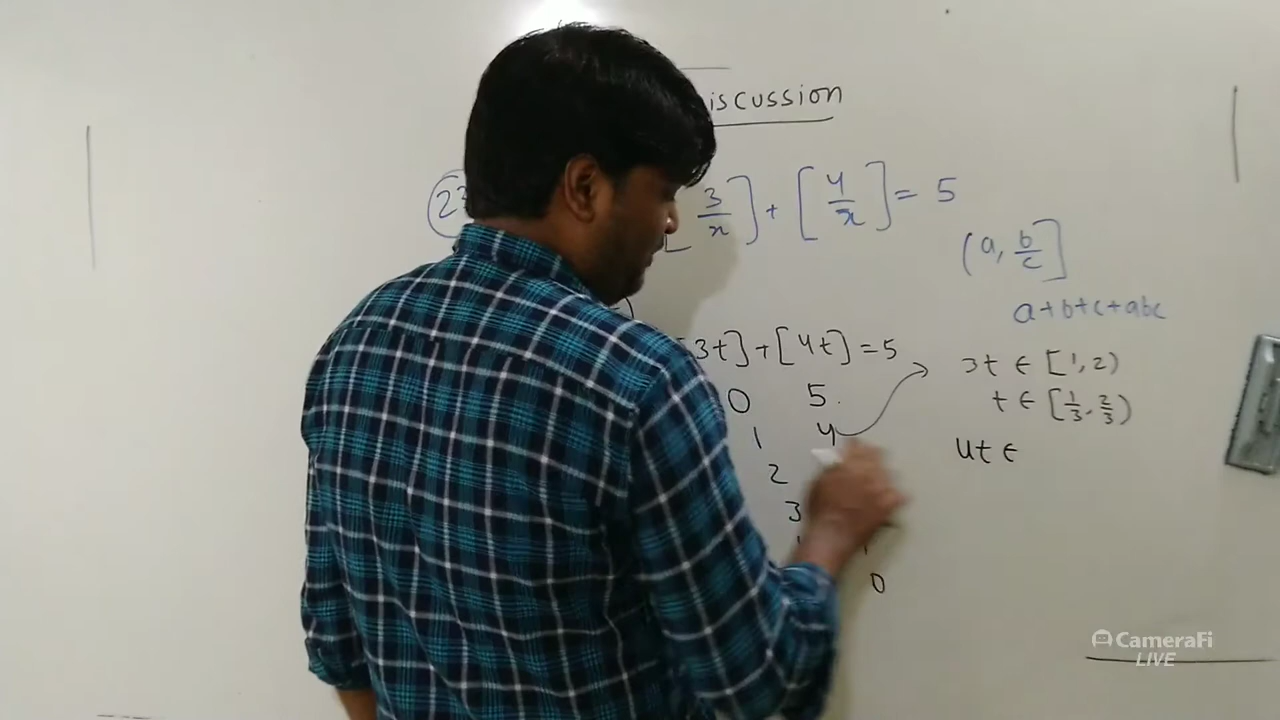 iscussion
[3/x] + [4/x] = 5
(a, b/c]
a+b+c+abc
3t] + [4t] = 5
0 5
1 4
2
3
0
3t ∈ [1, 2)
t ∈ [1/3, 2/3)
4t ∈
CameraFi
LIVE